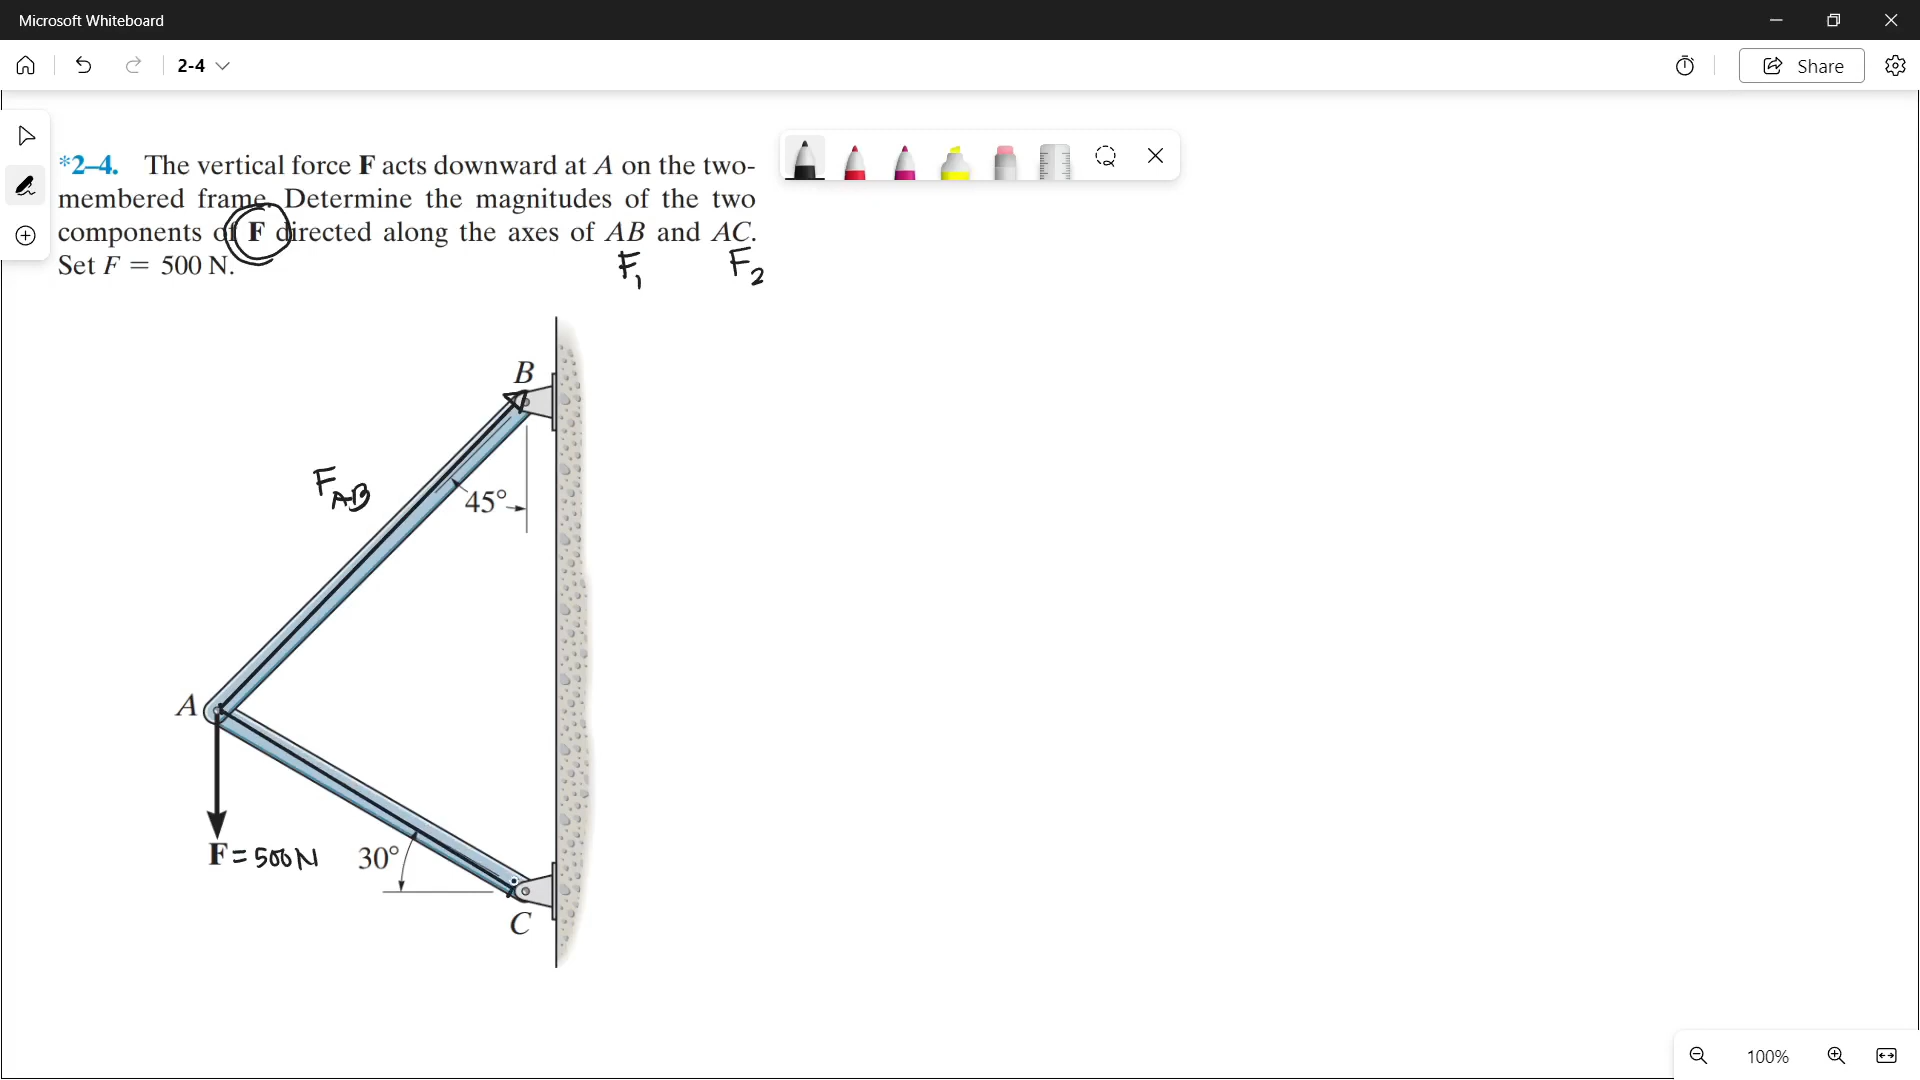 Microsoft Whiteboard
2-4
Share
*2–4. The vertical force F acts downward at A on the two-
membered frame. Determine the magnitudes of the two
components of F directed along the axes of AB and AC.
Set F = 500 N.
F₁ F₂
B
F_AB
45°
A
F = 500 N
30°
C
100%